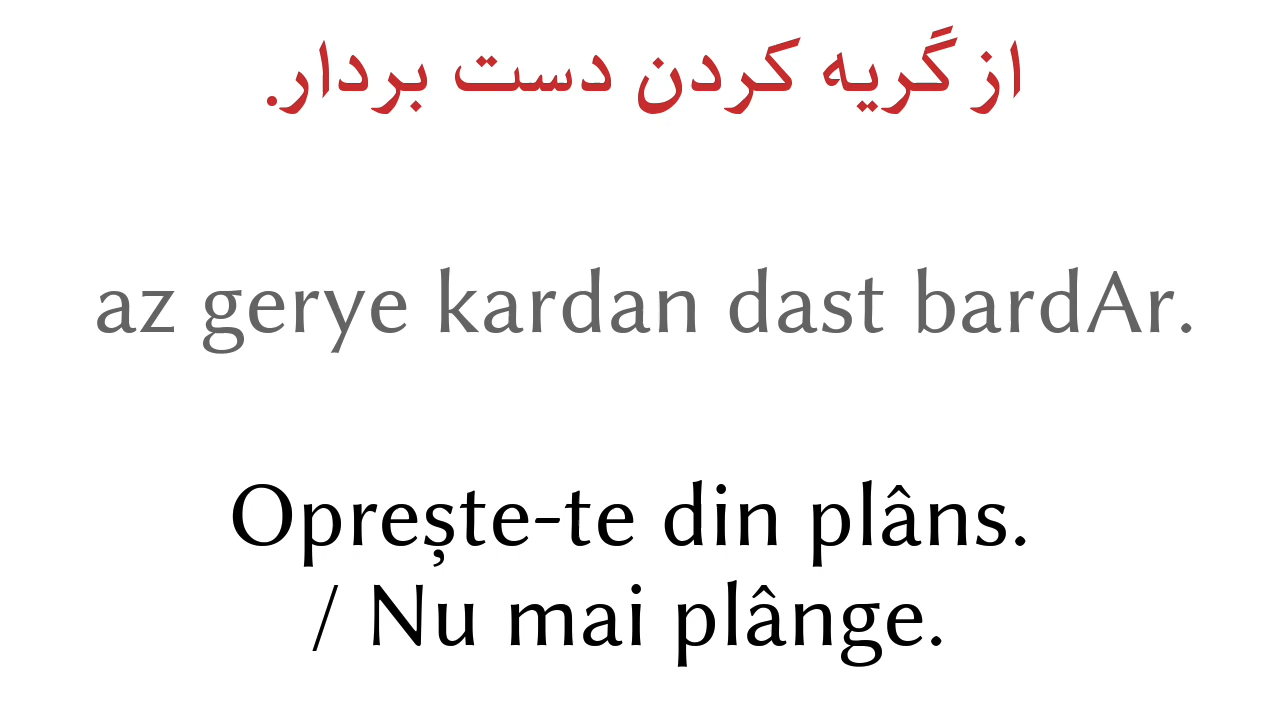 از گریه کردن دست بردار.
az gerye kardan dast bardAr.
Oprește-te din plâns.
/ Nu mai plânge.